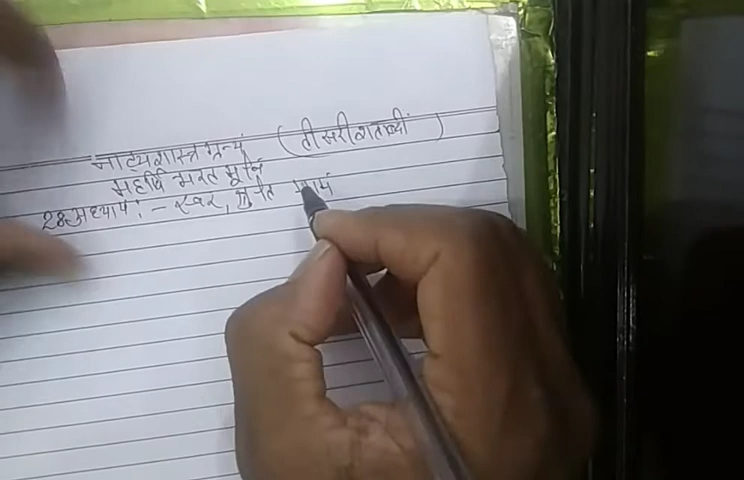 नाट्यशास्त्र ग्रन्थ (तीसरी शताब्दी)
महर्षि भरत मुनि
28 अध्याय :- स्वर, श्रुति